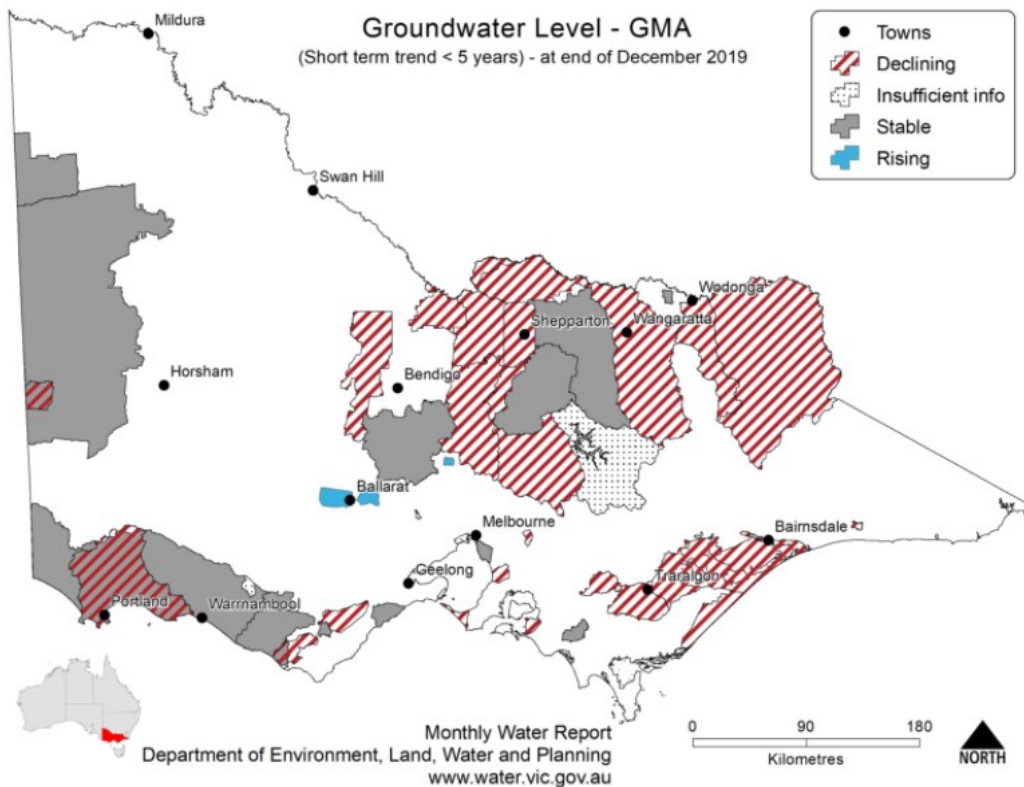 Groundwater Level - GMA
(Short term trend < 5 years) - at end of December 2019
Towns
Declining
Insufficient info
Stable
Rising
Mildura
Swan Hill
Wodonga
Shepparton
Wangaratta
Horsham
Bendigo
Ballarat
Melbourne
Bairnsdale
Geelong
Traralgon
Portland
Warrnambool
Monthly Water Report
Department of Environment, Land, Water and Planning
www.water.vic.gov.au
0 90 180
Kilometres
NORTH